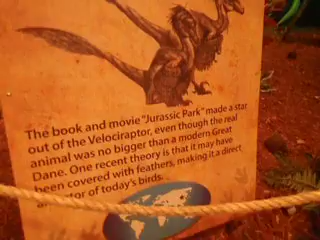 The book and movie "Jurassic Park" made a star
out of the Velociraptor, even though the real
animal was no bigger than a modern Great
Dane. One recent theory is that it may have
been covered with feathers, making it a direct
of today's birds.